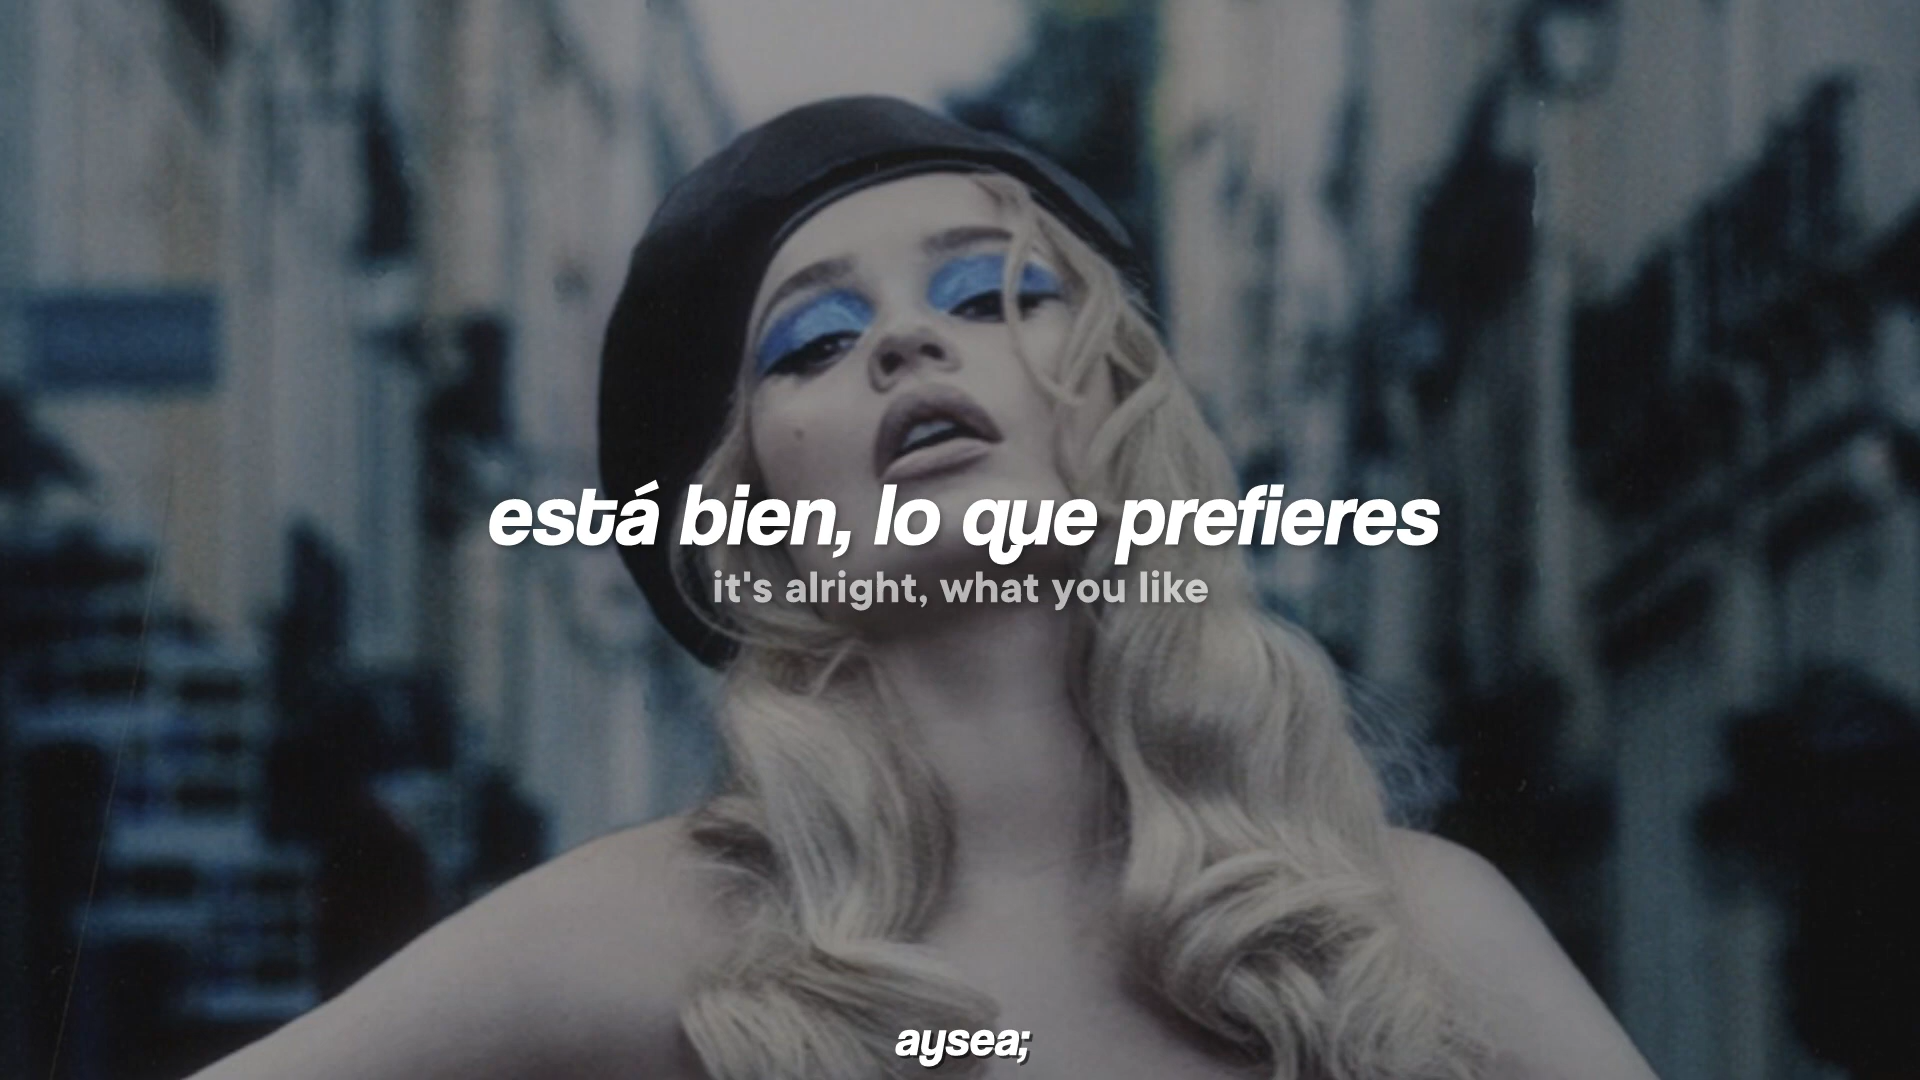 está bien, lo que prefieres
it's alright, what you like
aysea;